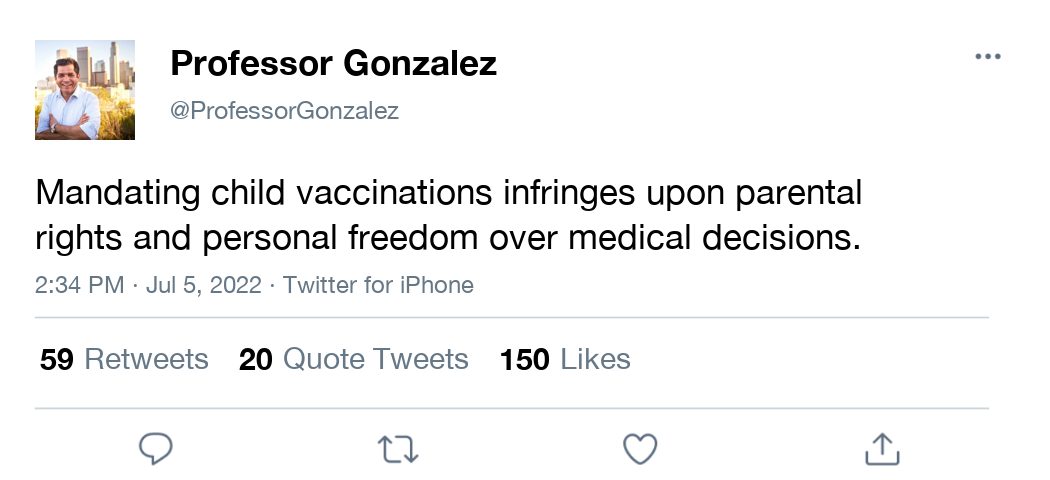 Professor Gonzalez
@ProfessorGonzalez
Mandating child vaccinations infringes upon parental
rights and personal freedom over medical decisions.
2:34 PM · Jul 5, 2022 · Twitter for iPhone
59 Retweets 20 Quote Tweets 150 Likes